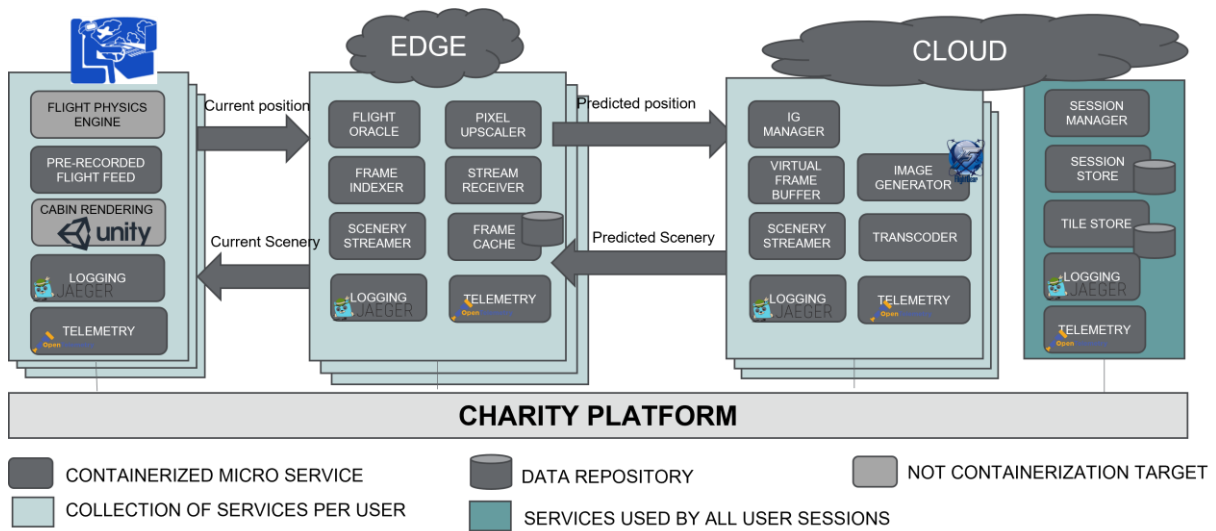 EDGE
CLOUD
FLIGHT PHYSICS
ENGINE
PRE-RECORDED
FLIGHT FEED
CABIN RENDERING
unity
LOGGING
JAEGER
TELEMETRY
Open
Current position
Current Scenery
FLIGHT
ORACLE
PIXEL
UPSCALER
FRAME
INDEXER
STREAM
RECEIVER
SCENERY
STREAMER
FRAME
CACHE
LOGGING
JAEGER
TELEMETRY
Open
Predicted position
Predicted Scenery
IG
MANAGER
VIRTUAL
FRAME
BUFFER
IMAGE
GENERATOR
SCENERY
STREAMER
TRANSCODER
LOGGING
JAEGER
TELEMETRY
Open
SESSION
MANAGER
SESSION
STORE
TILE STORE
LOGGING
JAEGER
TELEMETRY
Open
CHARITY PLATFORM
CONTAINERIZED MICRO SERVICE
DATA REPOSITORY
NOT CONTAINERIZATION TARGET
COLLECTION OF SERVICES PER USER
SERVICES USED BY ALL USER SESSIONS